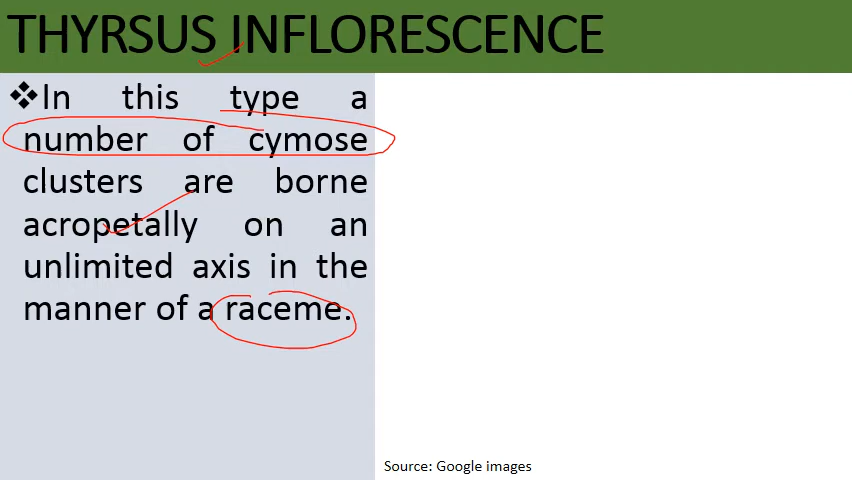 THYRSUS INFLORESCENCE
❖In this type a
number of cymose
clusters are borne
acropetally on an
unlimited axis in the
manner of a raceme.
Source: Google images